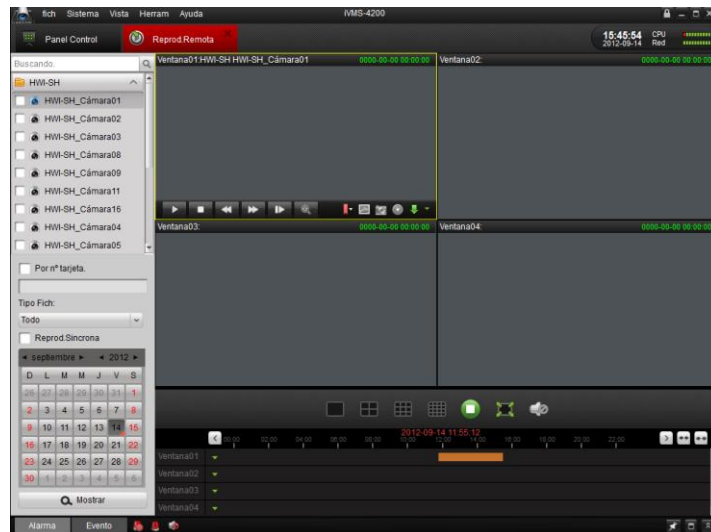 fich Sistema Vista Herram Ayuda
iVMS-4200
Panel Control
Reprod.Remota
15:45:54
2012-09-14
CPU
Red
Buscando.
HWI-SH
HWI-SH_Cámara01
HWI-SH_Cámara02
HWI-SH_Cámara03
HWI-SH_Cámara08
HWI-SH_Cámara09
HWI-SH_Cámara11
HWI-SH_Cámara16
HWI-SH_Cámara04
HWI-SH_Cámara05
Por nº tarjeta.
Tipo Fich:
Todo
Reprod.Sincrona
septiembre 2012
D L M M J V S
26 27 28 29 30 31 1
2 3 4 5 6 7 8
9 10 11 12 13 14 15
16 17 18 19 20 21 22
23 24 25 26 27 28 29
30 1 2 3 4 5 6
Mostrar
Ventana01:HWI-SH HWI-SH_Cámara01 0000-00-00 00:00:00
Ventana02: 0000-00-00 00:00:00
Ventana03: 0000-00-00 00:00:00
Ventana04: 0000-00-00 00:00:00
2012-09-14 11:55:12
00:00 02:00 04:00 06:00 08:00 10:00 12:00 14:00 16:00 18:00 20:00 22:00
Ventana01
Ventana02
Ventana03
Ventana04
Alarma Evento